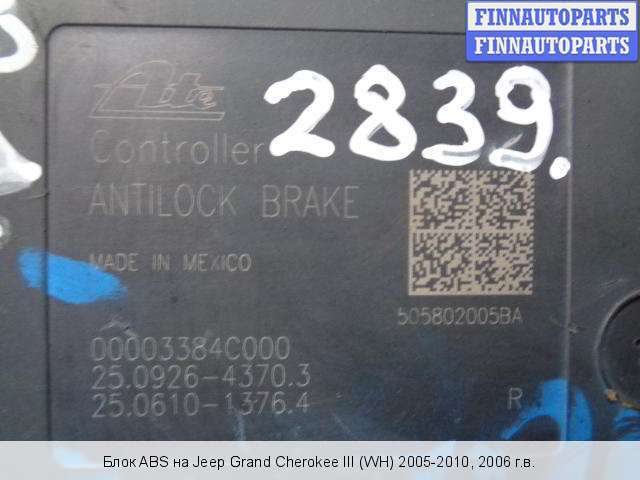 FINNAUTOPARTS
FINNAUTOPARTS
Ate
2839.
Controller
ANTILOCK BRAKE
MADE IN MEXICO
505802005BA
00003384C000
25.0926-4370.3
25.0610-1376.4
R
Блок ABS на Jeep Grand Cherokee III (WH) 2005-2010, 2006 г.в.